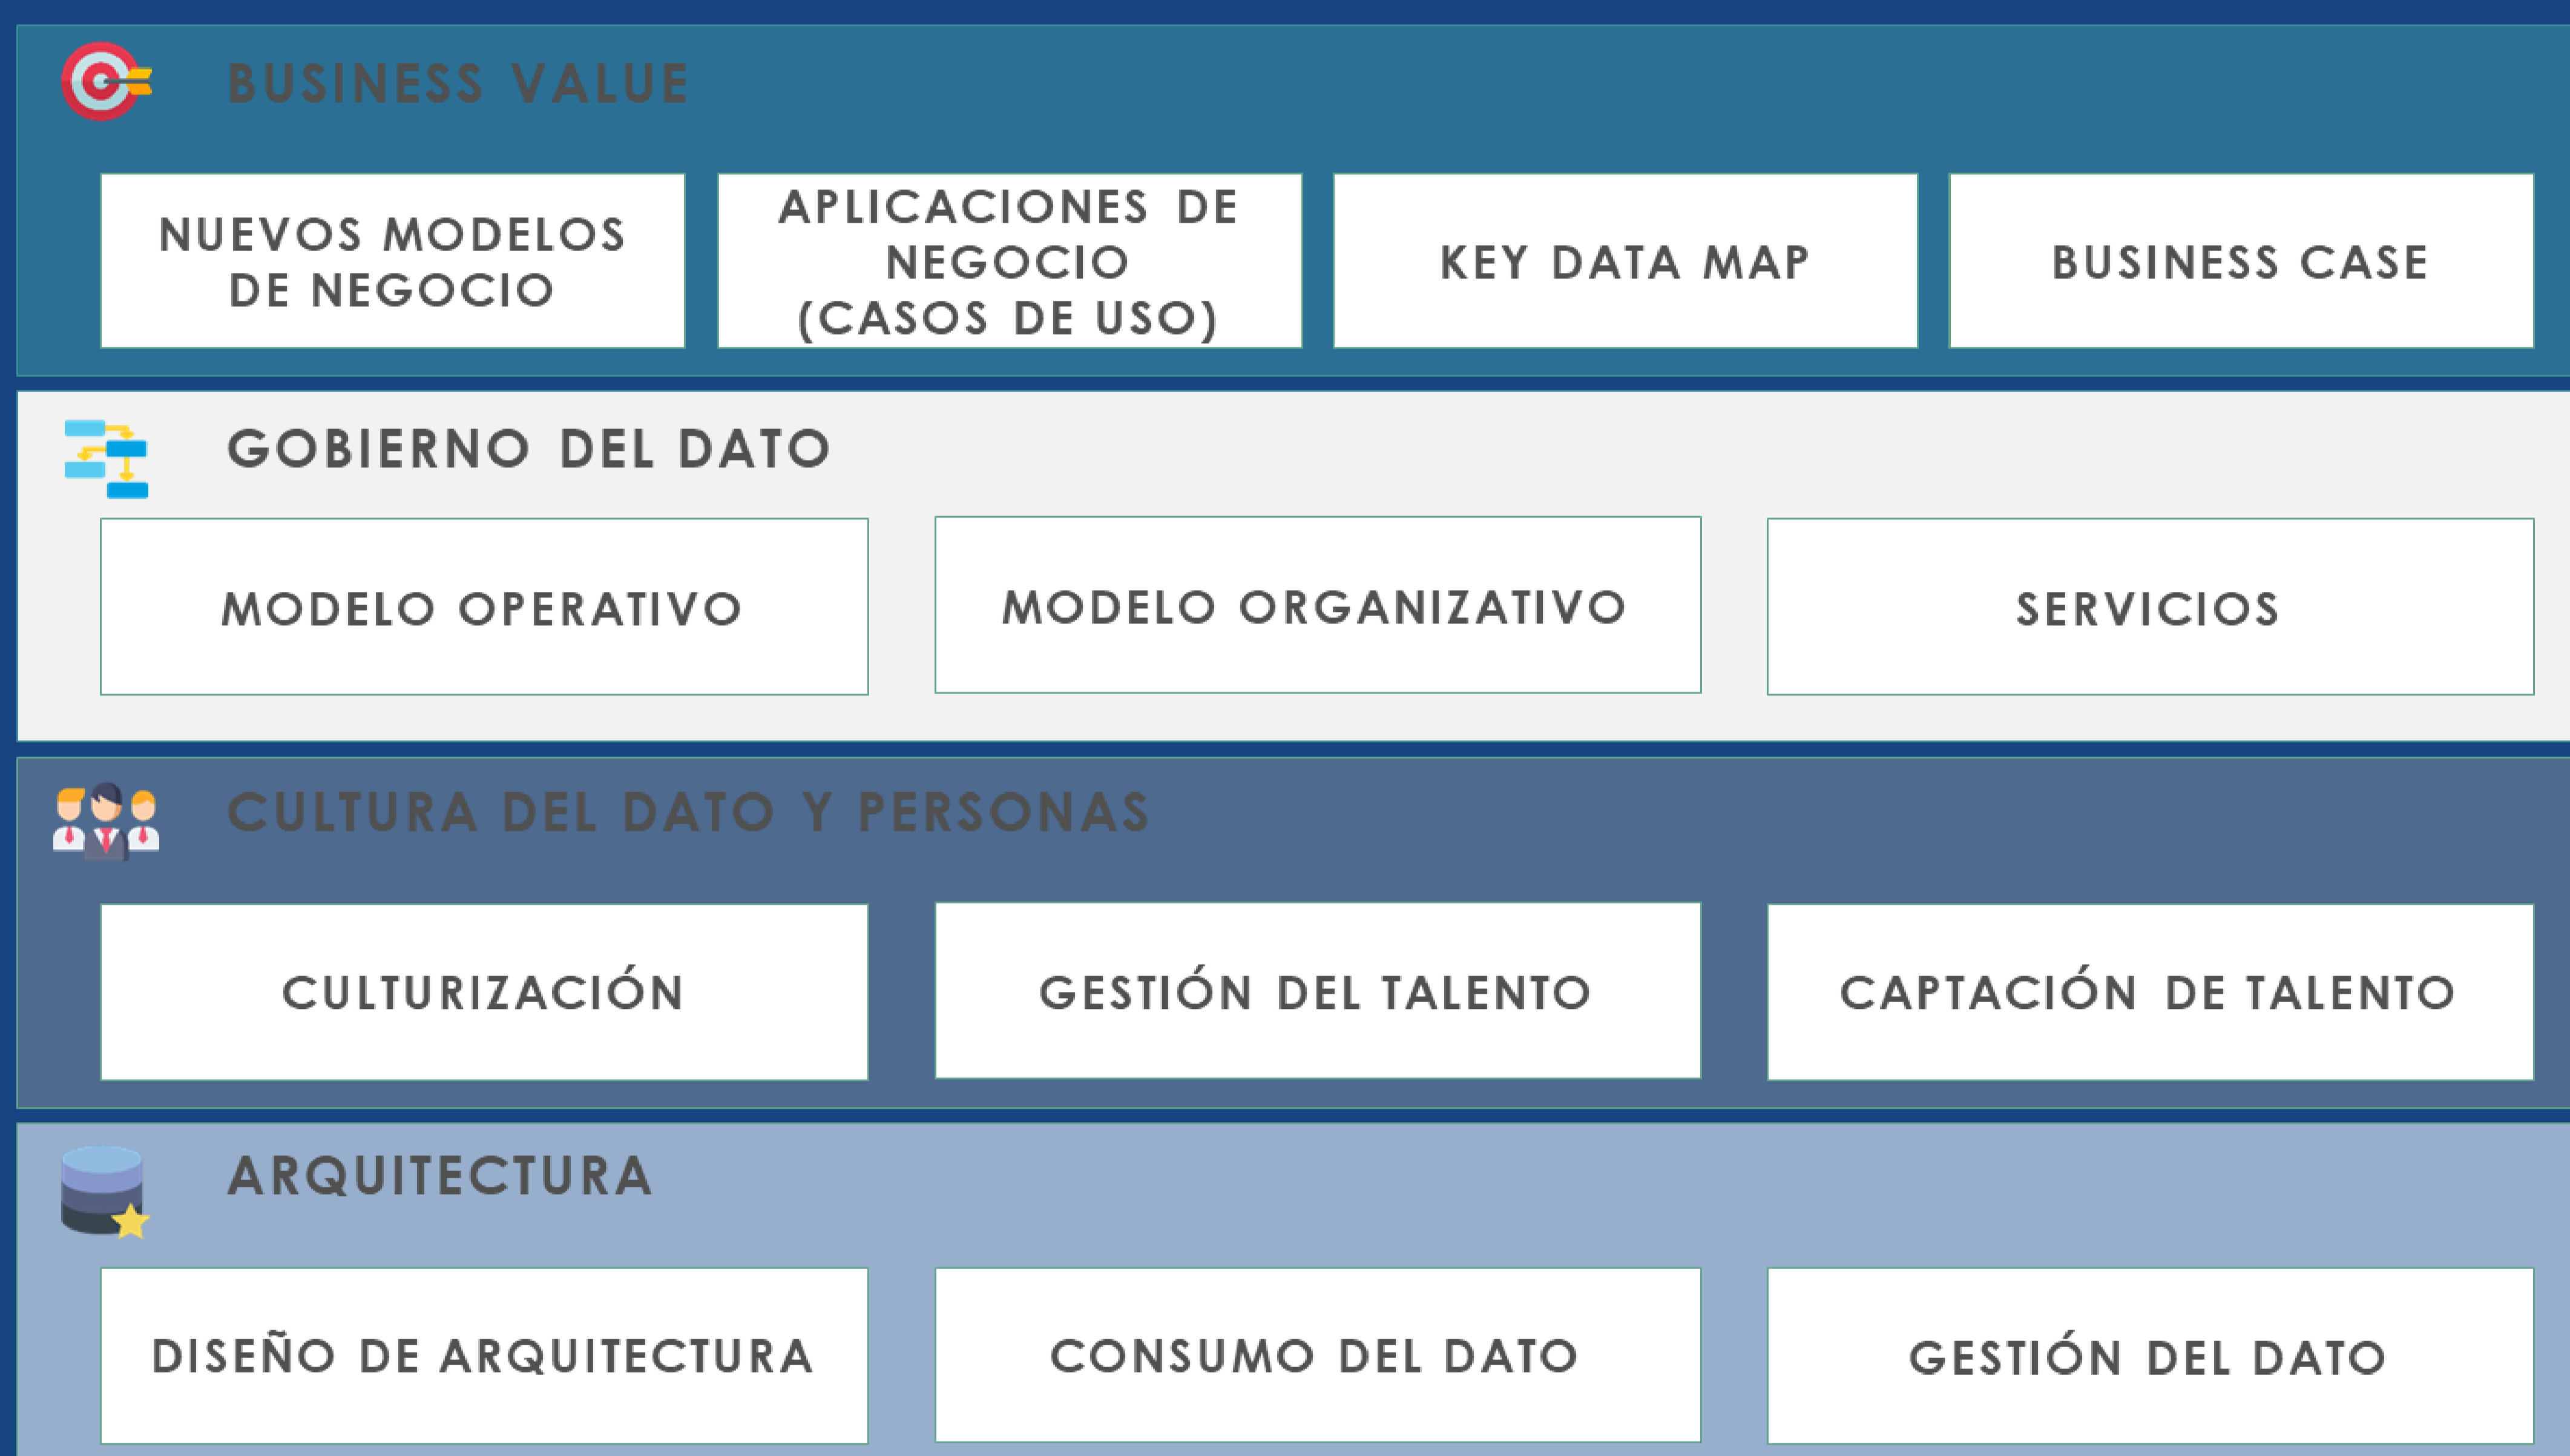 BUSINESS VALUE
NUEVOS MODELOS
DE NEGOCIO
APLICACIONES DE
NEGOCIO
(CASOS DE USO)
KEY DATA MAP
BUSINESS CASE
GOBIERNO DEL DATO
MODELO OPERATIVO
MODELO ORGANIZATIVO
SERVICIOS
CULTURA DEL DATO Y PERSONAS
CULTURIZACIÓN
GESTIÓN DEL TALENTO
CAPTACIÓN DE TALENTO
ARQUITECTURA
DISEÑO DE ARQUITECTURA
CONSUMO DEL DATO
GESTIÓN DEL DATO